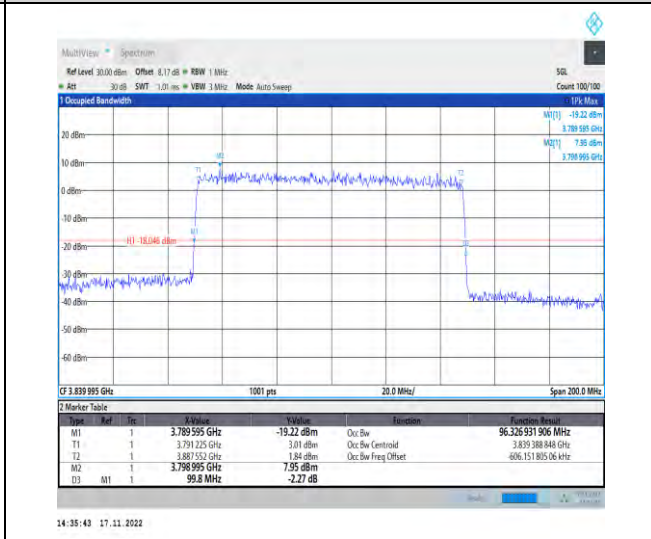 MultiView Spectrum
Ref Level 30.00 dBm Offset 8.17 dB RBW 1 MHz SGL
Att 30 dB SWT 1.01 ms VBW 3 MHz Mode Auto Sweep Count 100/100
1 Occupied Bandwidth 1Pk Max
M1[1] -19.22 dBm
3.789 595 GHz
M2[1] 7.95 dBm
3.798 995 GHz
20 dBm
10 dBm
M2
T1
T2
0 dBm
-10 dBm
M1
H1 -18.048 dBm
-20 dBm
-30 dBm
-40 dBm
-50 dBm
-60 dBm
CF 3.839 995 GHz 1001 pts 20.0 MHz/ Span 200.0 MHz
2 Marker Table
Type Ref Trc X-Value Y-Value Function Function Result
M1 1 3.789 595 GHz -19.22 dBm Occ Bw 96.326 931 906 MHz
T1 1 3.791 225 GHz 3.01 dBm Occ Bw Centroid 3.839 388 848 GHz
T2 1 3.887 552 GHz 1.84 dBm Occ Bw Freq Offset -606.151 805 06 kHz
M2 1 3.798 995 GHz 7.95 dBm
D3 M1 1 99.8 MHz -2.27 dB
14:35:43 17.11.2022